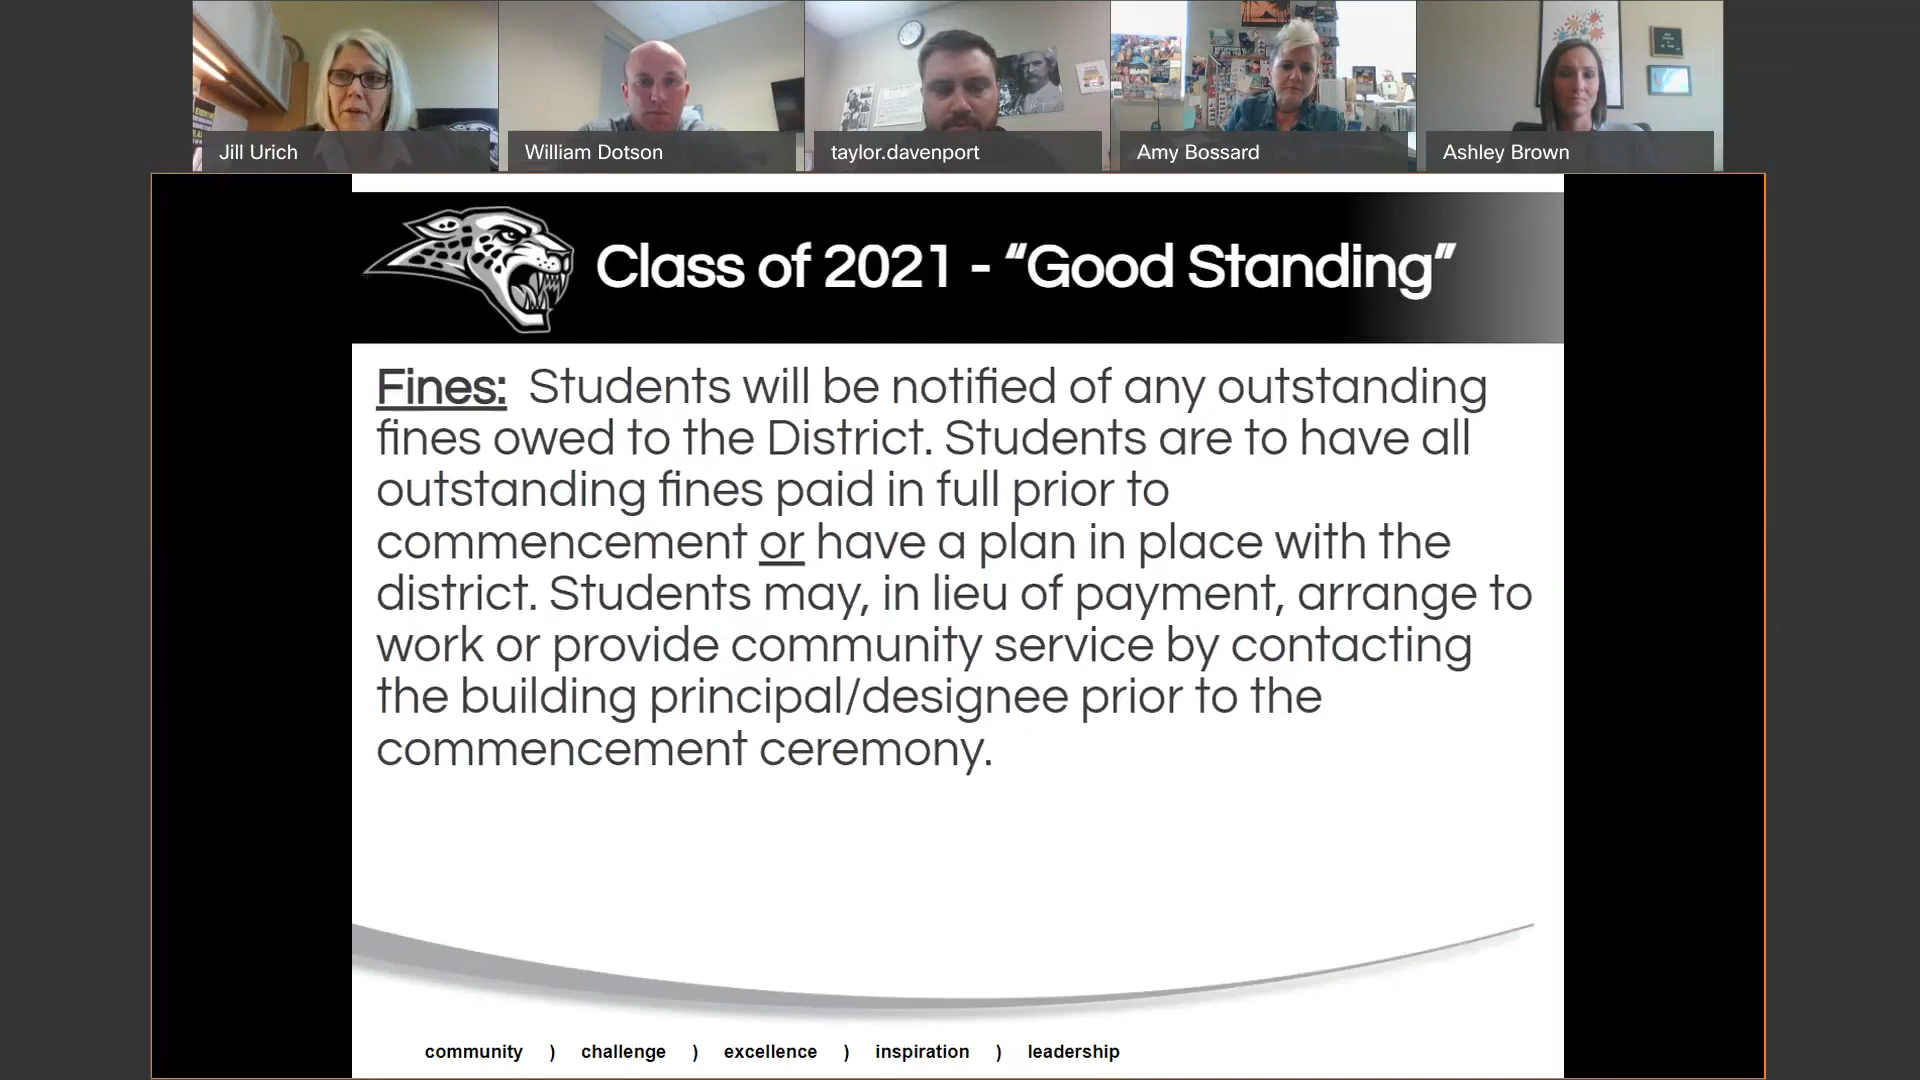 Jill Urich
William Dotson
taylor.davenport
Amy Bossard
Ashley Brown
Class of 2021 - “Good Standing”
Fines: Students will be notified of any outstanding
fines owed to the District. Students are to have all
outstanding fines paid in full prior to
commencement or have a plan in place with the
district. Students may, in lieu of payment, arrange to
work or provide community service by contacting
the building principal/designee prior to the
commencement ceremony.
community ) challenge ) excellence ) inspiration ) leadership